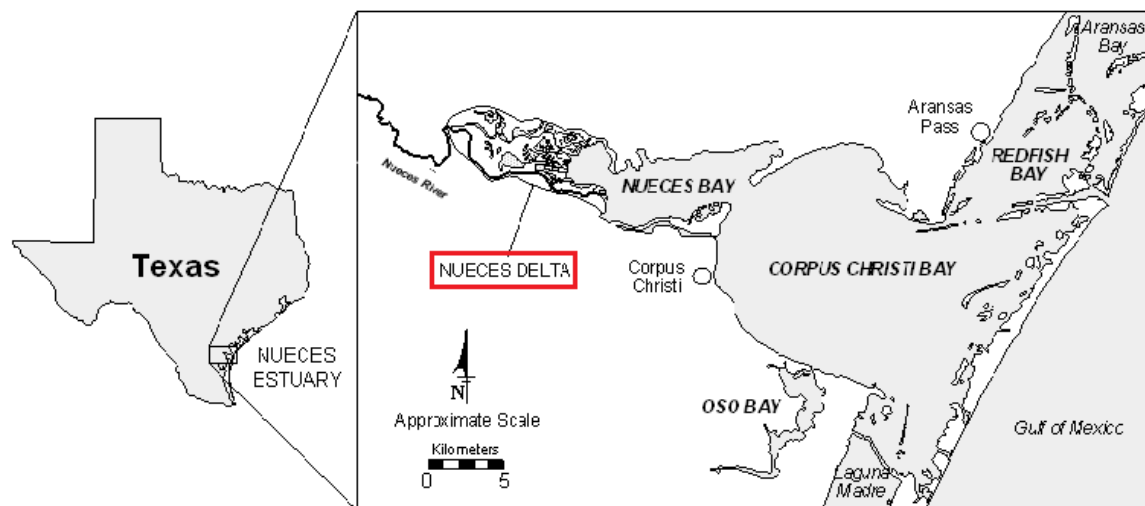 Texas
NUECES
ESTUARY
Nueces River
NUECES DELTA
NUECES BAY
Corpus
Christi
CORPUS CHRISTI BAY
Aransas
Pass
Aransas
Bay
REDFISH
BAY
OSO BAY
Laguna
Madre
Gulf of Mexico
N
Approximate Scale
Kilometers
0 5